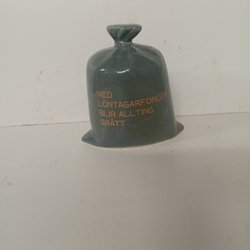 MED
LÖNTAGARFONDER
BLIR ALLTING
GRÅTT